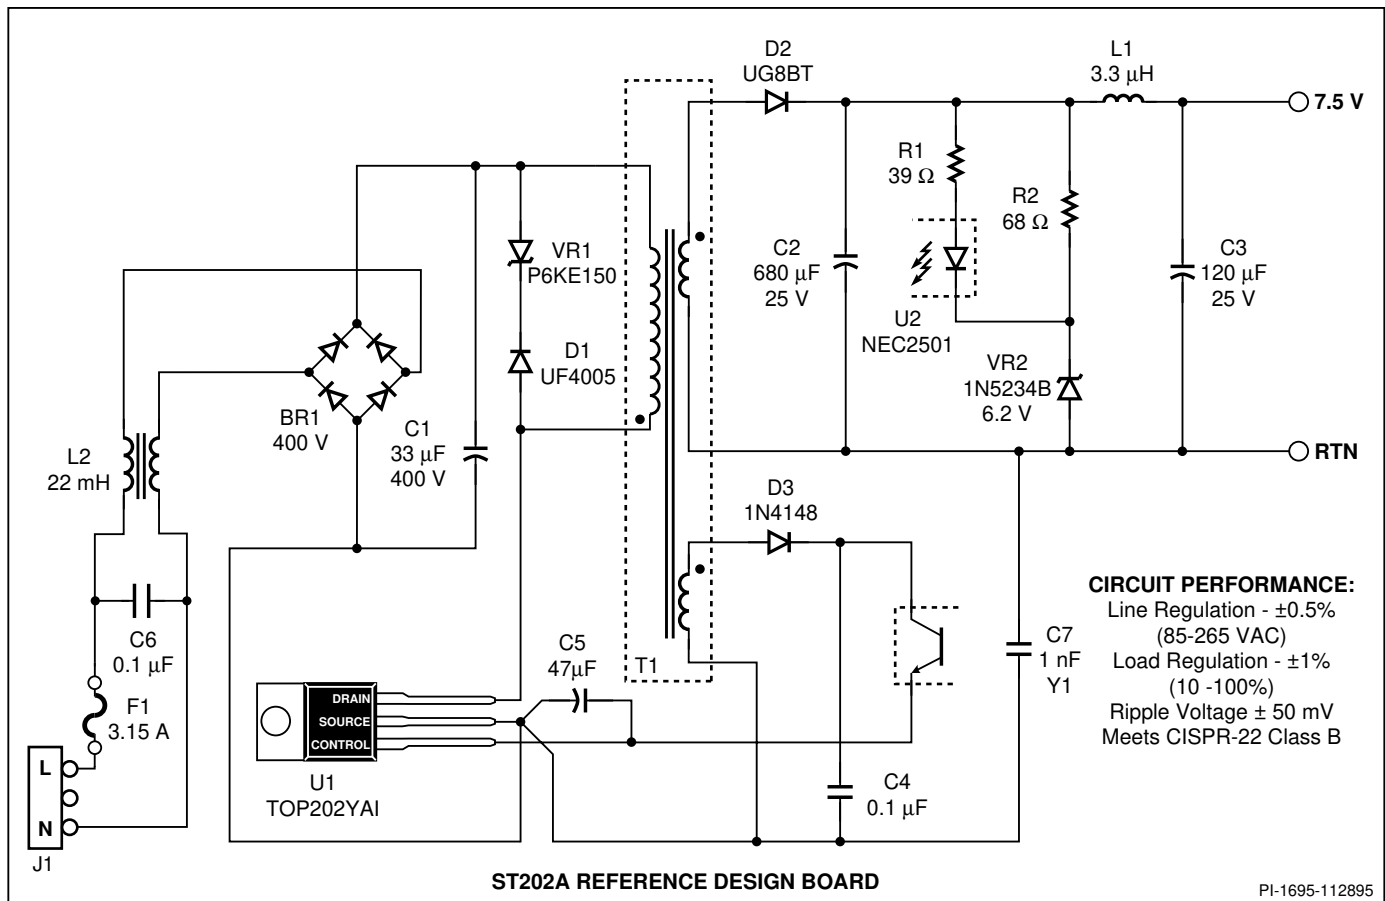 D2
UG8BT
L1
3.3 μH
7.5 V
R1
39 Ω
R2
68 Ω
VR1
P6KE150
C2
680 μF
25 V
C3
120 μF
25 V
U2
NEC2501
D1
UF4005
VR2
1N5234B
6.2 V
BR1
400 V
C1
33 μF
400 V
L2
22 mH
RTN
D3
1N4148
CIRCUIT PERFORMANCE:
Line Regulation - ±0.5%
(85-265 VAC)
Load Regulation - ±1%
(10 -100%)
Ripple Voltage ± 50 mV
Meets CISPR-22 Class B
C6
0.1 μF
C5
47μF
T1
C7
1 nF
Y1
F1
3.15 A
DRAIN
SOURCE
CONTROL
L
N
J1
U1
TOP202YAI
C4
0.1 μF
ST202A REFERENCE DESIGN BOARD
PI-1695-112895